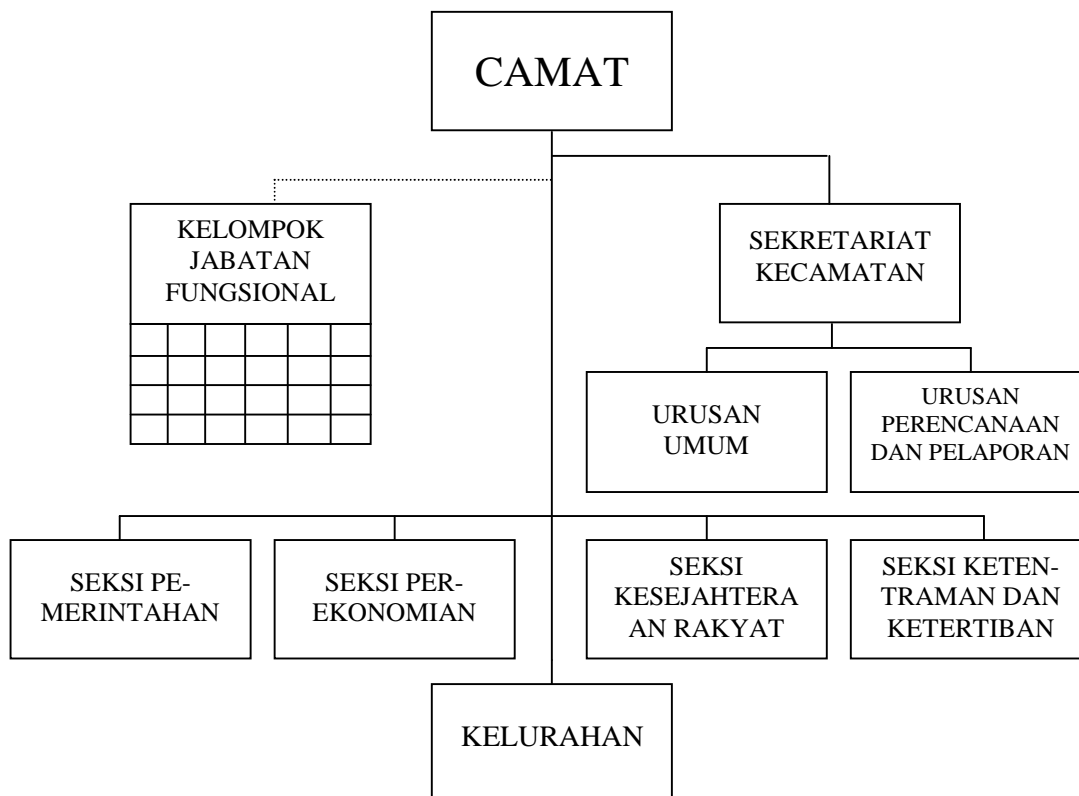 CAMAT
KELOMPOK
JABATAN
FUNGSIONAL
SEKRETARIAT
KECAMATAN
URUSAN
UMUM
URUSAN
PERENCANAAN
DAN PELAPORAN
SEKSI PE-
MERINTAHAN
SEKSI PER-
EKONOMIAN
SEKSI
KESEJAHTERA
AN RAKYAT
SEKSI KETEN-
TRAMAN DAN
KETERTIBAN
KELURAHAN